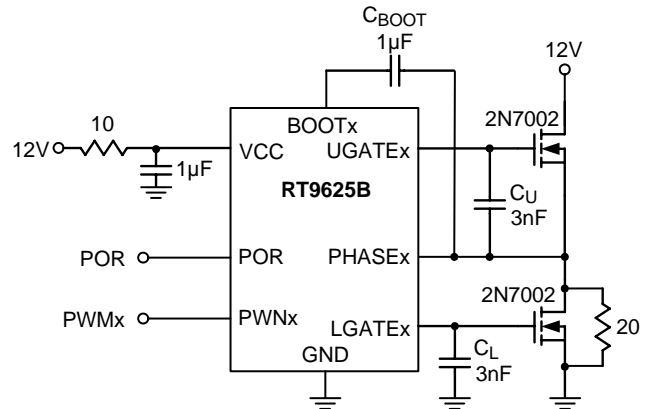 CBOOT
1µF
12V
10
2N7002
BOOTx
12V
VCC
UGATEx
1µF
RT9625B
CU
3nF
POR
POR
PHASEx
2N7002
PWMx
PWNx
LGATEx
20
GND
CL
3nF